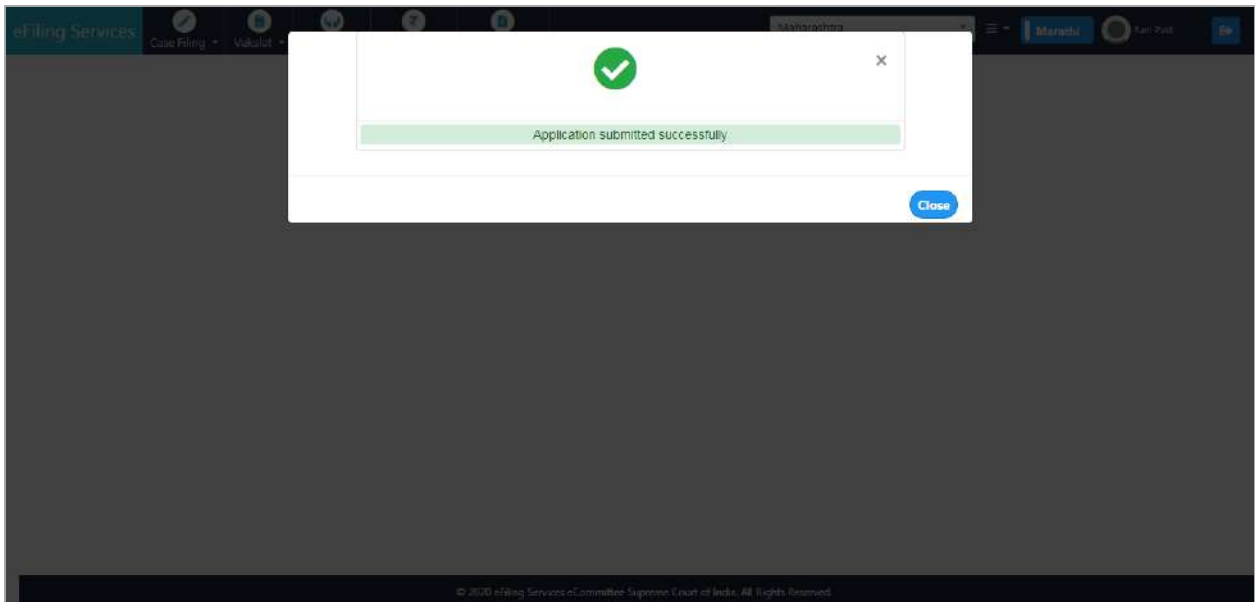 eFiling Services
Case Filing
Vakalat
Maharashtra
Marathi
×
Application submitted successfully
Close
© 2020 eFiling Services eCommittee Supreme Court of India. All Rights Reserved.